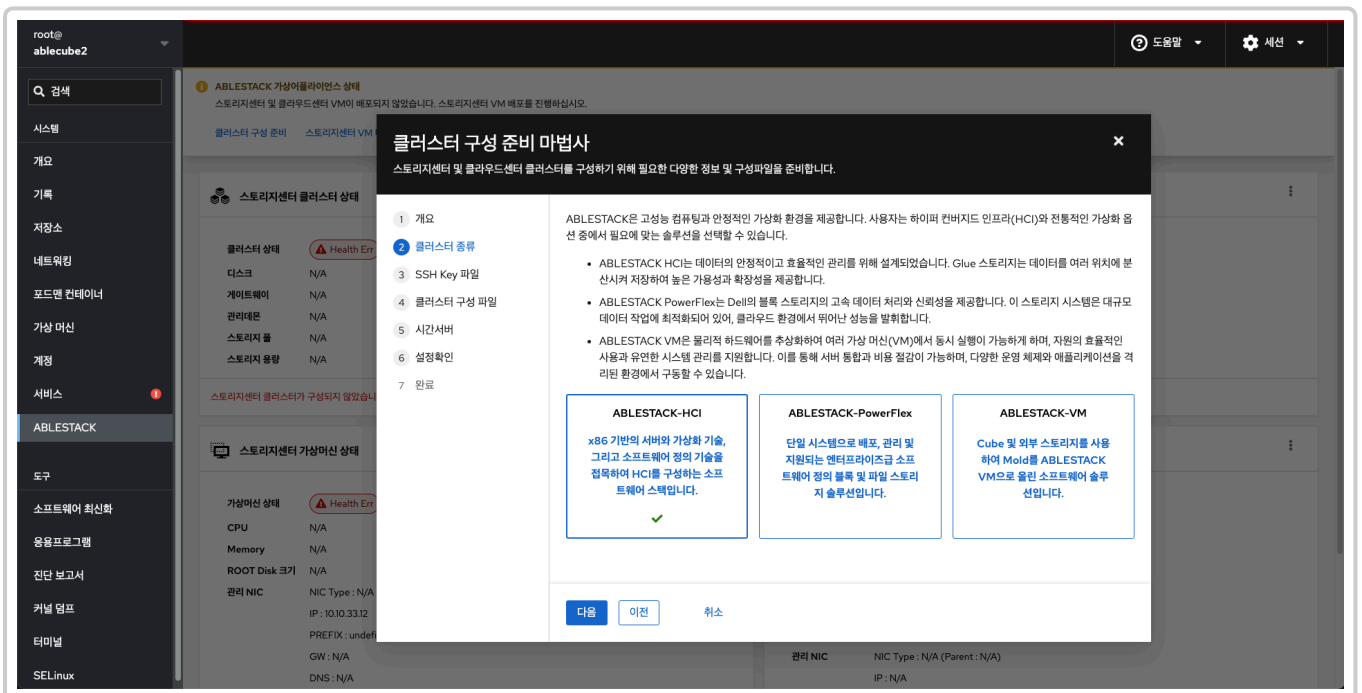 root@
ablecube2
도움말
세션
검색
시스템
개요
기록
저장소
네트워킹
포드맨 컨테이너
가상 머신
계정
서비스
ABLESTACK
도구
소프트웨어 최신화
응용프로그램
진단 보고서
커널 덤프
터미널
SELinux
ABLESTACK 가상어플라이언스 상태
스토리지센터 및 클라우드센터 VM이 배포되지 않았습니다. 스토리지센터 VM 배포를 진행하십시오.
클러스터 구성 준비
스토리지센터 VM
스토리지센터 클러스터 상태
클러스터 상태 Health Err
디스크 N/A
게이트웨이 N/A
관리데몬 N/A
스토리지 풀 N/A
스토리지 용량 N/A
스토리지센터 클러스터가 구성되지 않았습니
스토리지센터 가상머신 상태
가상머신 상태 Health Err
CPU N/A
Memory N/A
ROOT Disk 크기 N/A
관리 NIC NIC Type : N/A
IP : 10.10.33.12
PREFIX : undefi
GW : N/A
DNS : N/A
관리 NIC NIC Type : N/A (Parent : N/A)
IP : N/A
클러스터 구성 준비 마법사
스토리지센터 및 클라우드센터 클러스터를 구성하기 위해 필요한 다양한 정보 및 구성파일을 준비합니다.
1 개요
2 클러스터 종류
3 SSH Key 파일
4 클러스터 구성 파일
5 시간서버
6 설정확인
7 완료
ABLESTACK은 고성능 컴퓨팅과 안정적인 가상화 환경을 제공합니다. 사용자는 하이퍼 컨버지드 인프라(HCI)와 전통적인 가상화 옵
션 중에서 필요에 맞는 솔루션을 선택할 수 있습니다.
• ABLESTACK HCI는 데이터의 안정적이고 효율적인 관리를 위해 설계되었습니다. Glue 스토리지는 데이터를 여러 위치에 분
산시켜 저장하여 높은 가용성과 확장성을 제공합니다.
• ABLESTACK PowerFlex는 Dell의 블록 스토리지의 고속 데이터 처리와 신뢰성을 제공합니다. 이 스토리지 시스템은 대규모
데이터 작업에 최적화되어 있어, 클라우드 환경에서 뛰어난 성능을 발휘합니다.
• ABLESTACK VM은 물리적 하드웨어를 추상화하여 여러 가상 머신(VM)에서 동시 실행이 가능하게 하며, 자원의 효율적인
사용과 유연한 시스템 관리를 지원합니다. 이를 통해 서버 통합과 비용 절감이 가능하며, 다양한 운영 체제와 애플리케이션을 격
리된 환경에서 구동할 수 있습니다.
ABLESTACK-HCI
x86 기반의 서버와 가상화 기술,
그리고 소프트웨어 정의 기술을
접목하여 HCI를 구성하는 소프
트웨어 스택입니다.
ABLESTACK-PowerFlex
단일 시스템으로 배포, 관리 및
지원되는 엔터프라이즈급 소프
트웨어 정의 블록 및 파일 스토리
지 솔루션입니다.
ABLESTACK-VM
Cube 및 외부 스토리지를 사용
하여 Mold를 ABLESTACK
VM으로 올린 소프트웨어 솔루
션입니다.
다음
이전
취소